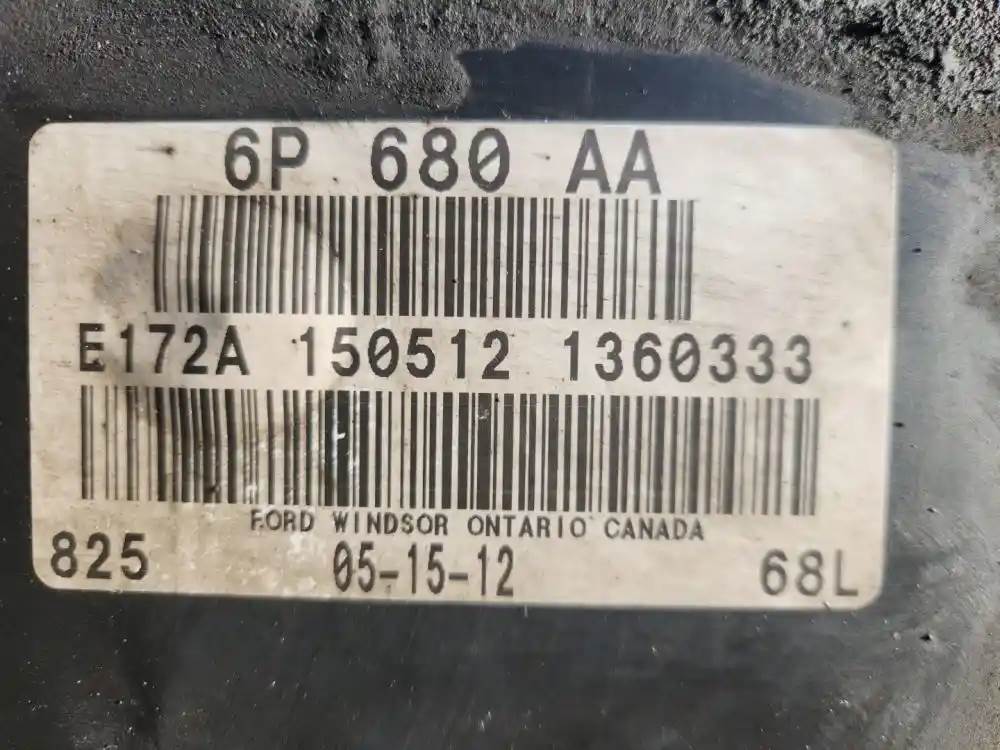 6P 680 AA
E172A 150512 1360333
FORD WINDSOR ONTARIO CANADA
825 05-15-12 68L